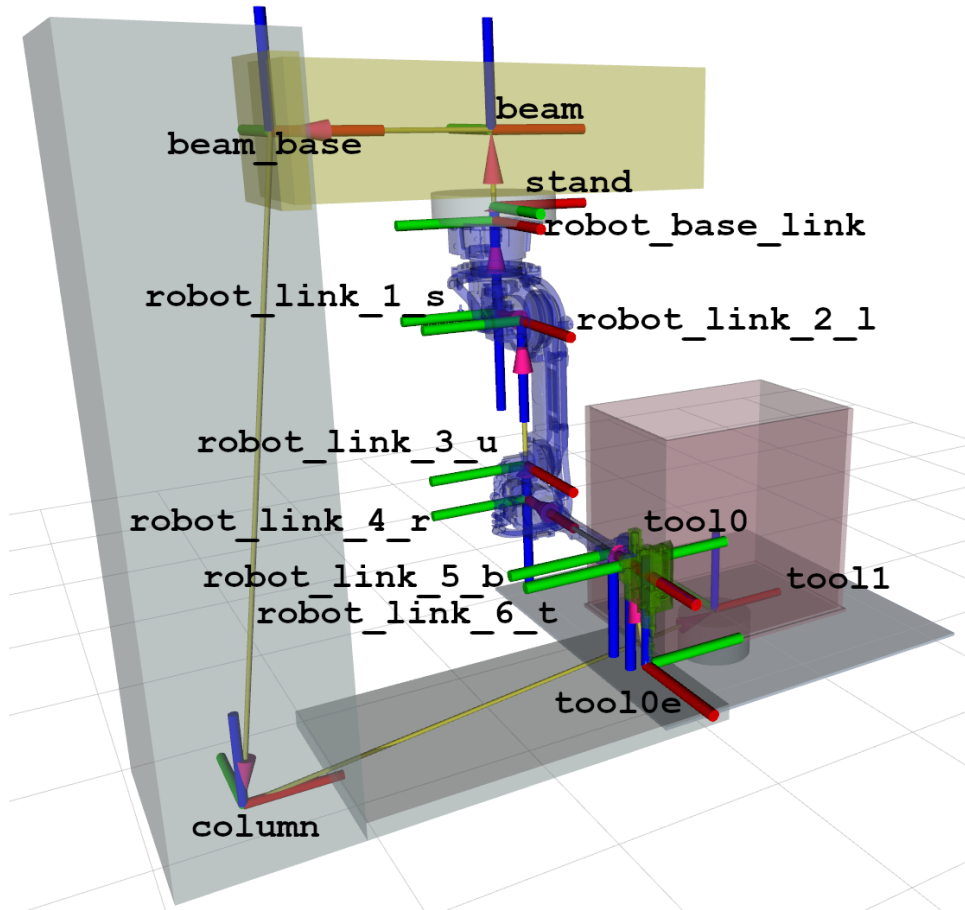 beam
beam_base
stand
robot_base_link
robot_link_1_s
robot_link_2_l
robot_link_3_u
robot_link_4_r
tool0
robot_link_5_b
tool1
robot_link_6_t
tool0e
column